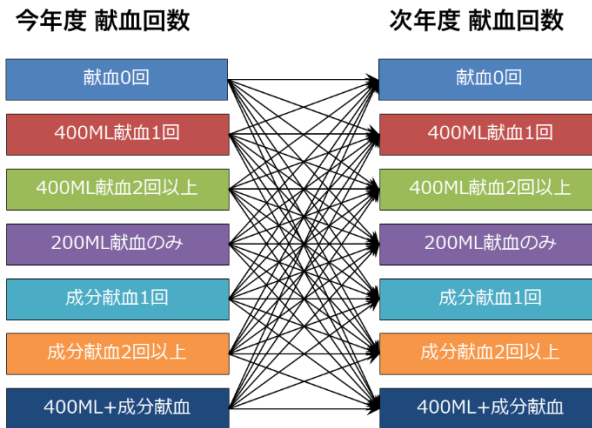 今年度 献血回数
次年度 献血回数
献血0回
献血0回
400ML献血1回
400ML献血1回
400ML献血2回以上
400ML献血2回以上
200ML献血のみ
200ML献血のみ
成分献血1回
成分献血1回
成分献血2回以上
成分献血2回以上
400ML+成分献血
400ML+成分献血